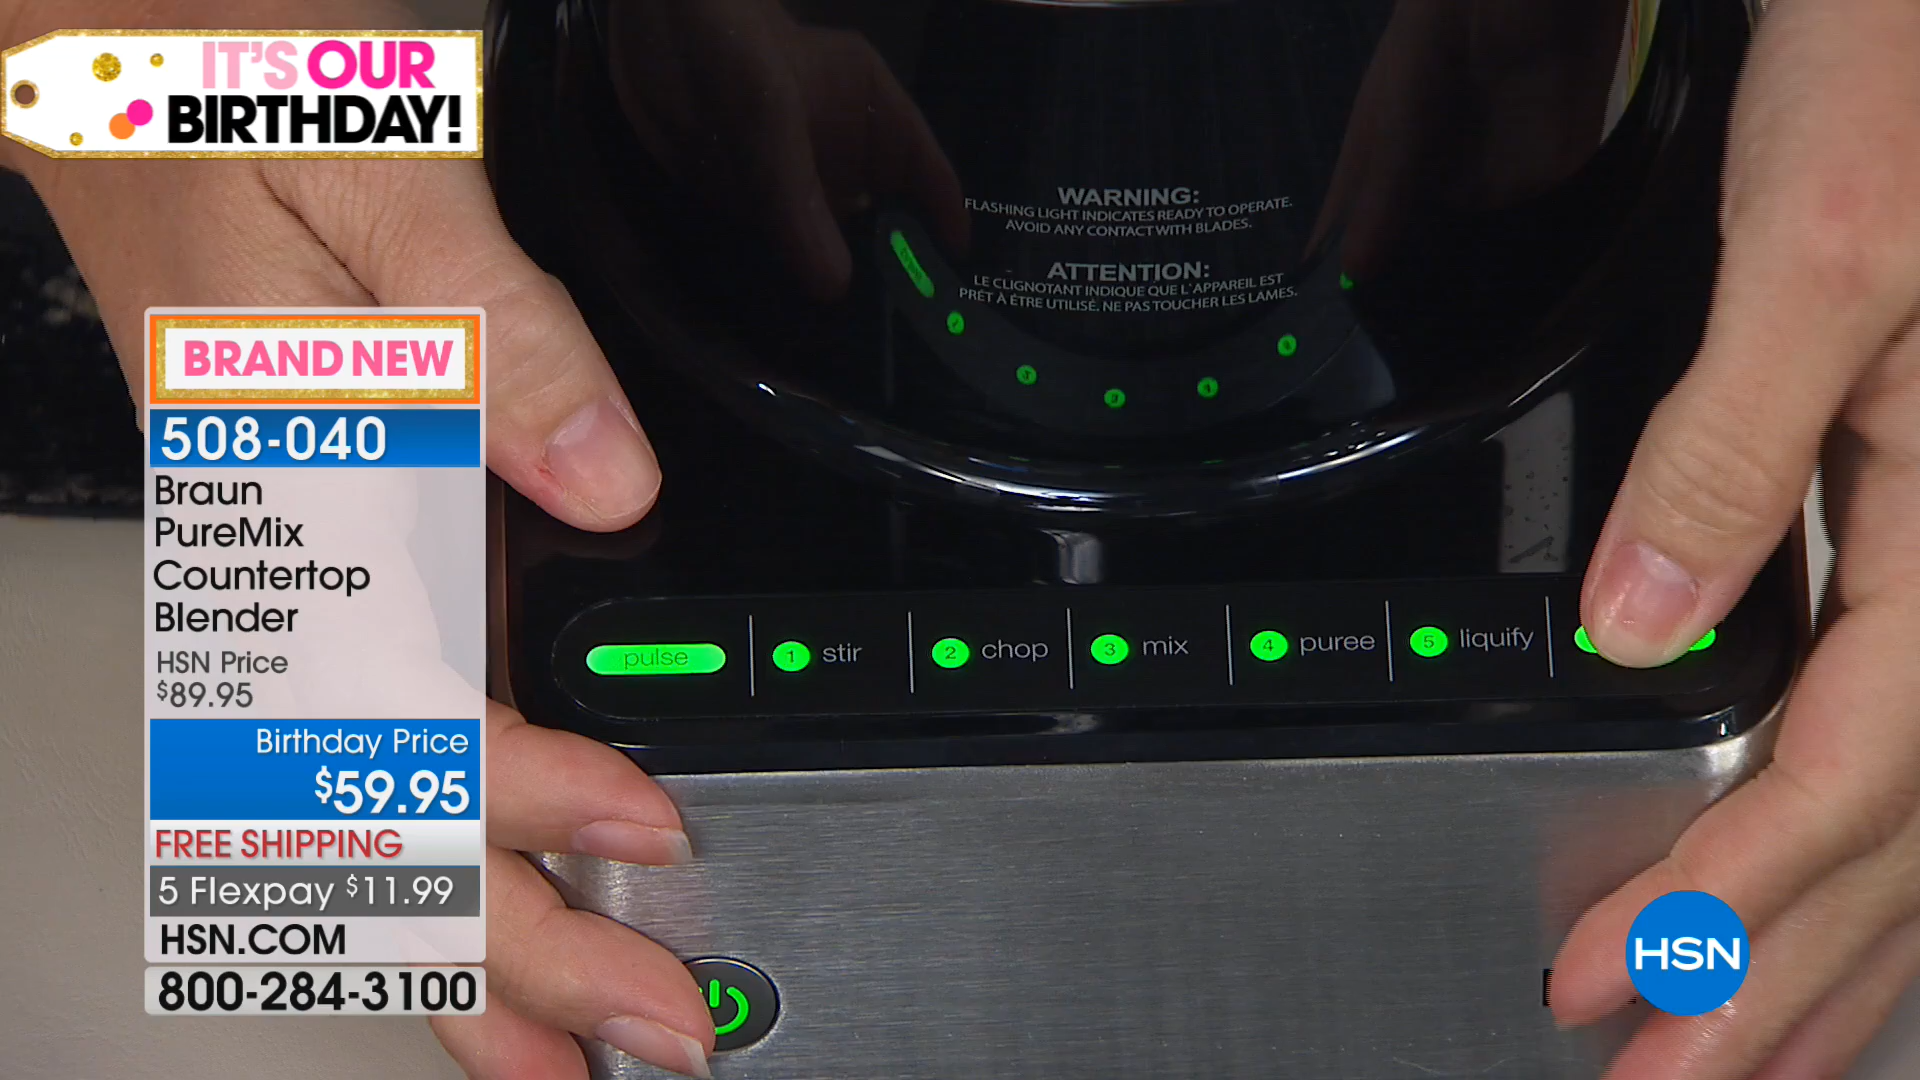 IT'S OUR
BIRTHDAY!
BRAND NEW
508-040
Braun
PureMix
Countertop
Blender
HSN Price
$89.95
Birthday Price
$59.95
FREE SHIPPING
5 Flexpay $11.99
HSN.COM
800-284-3100
WARNING:
FLASHING LIGHT INDICATES READY TO OPERATE.
AVOID ANY CONTACT WITH BLADES.
ATTENTION:
LE CLIGNOTANT INDIQUE QUE L'APPAREIL EST
PRÉT À ÉTRE UTILISÉ. NE PAS TOUCHER LES LAMES.
pulse
1 stir
2 chop
3 mix
4 puree
5 liquify
HSN